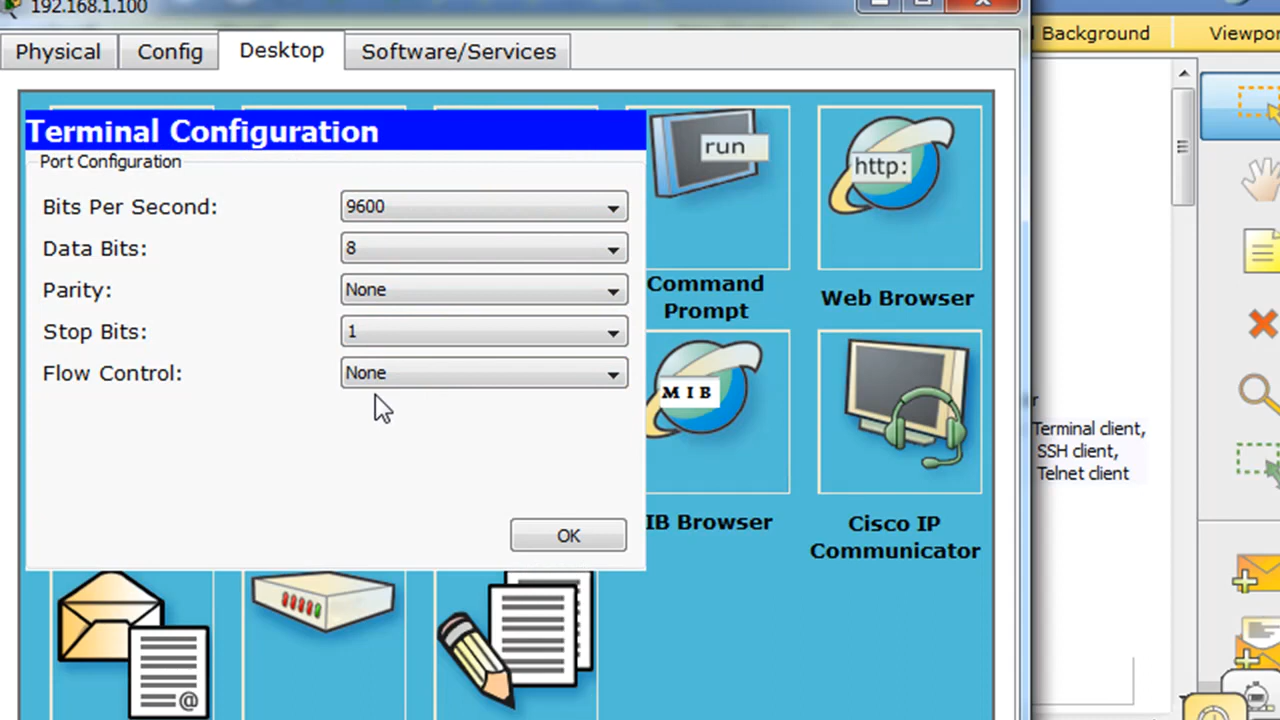 192.168.1.100
Background
Viewpor
Physical
Config
Desktop
Software/Services
Terminal Configuration
Port Configuration
Bits Per Second:
9600
Data Bits:
8
Parity:
None
Stop Bits:
1
Flow Control:
None
OK
run
Command
Prompt
http:
Web Browser
MIB
IB Browser
Cisco IP
Communicator
@
r
Terminal client,
SSH client,
Telnet client